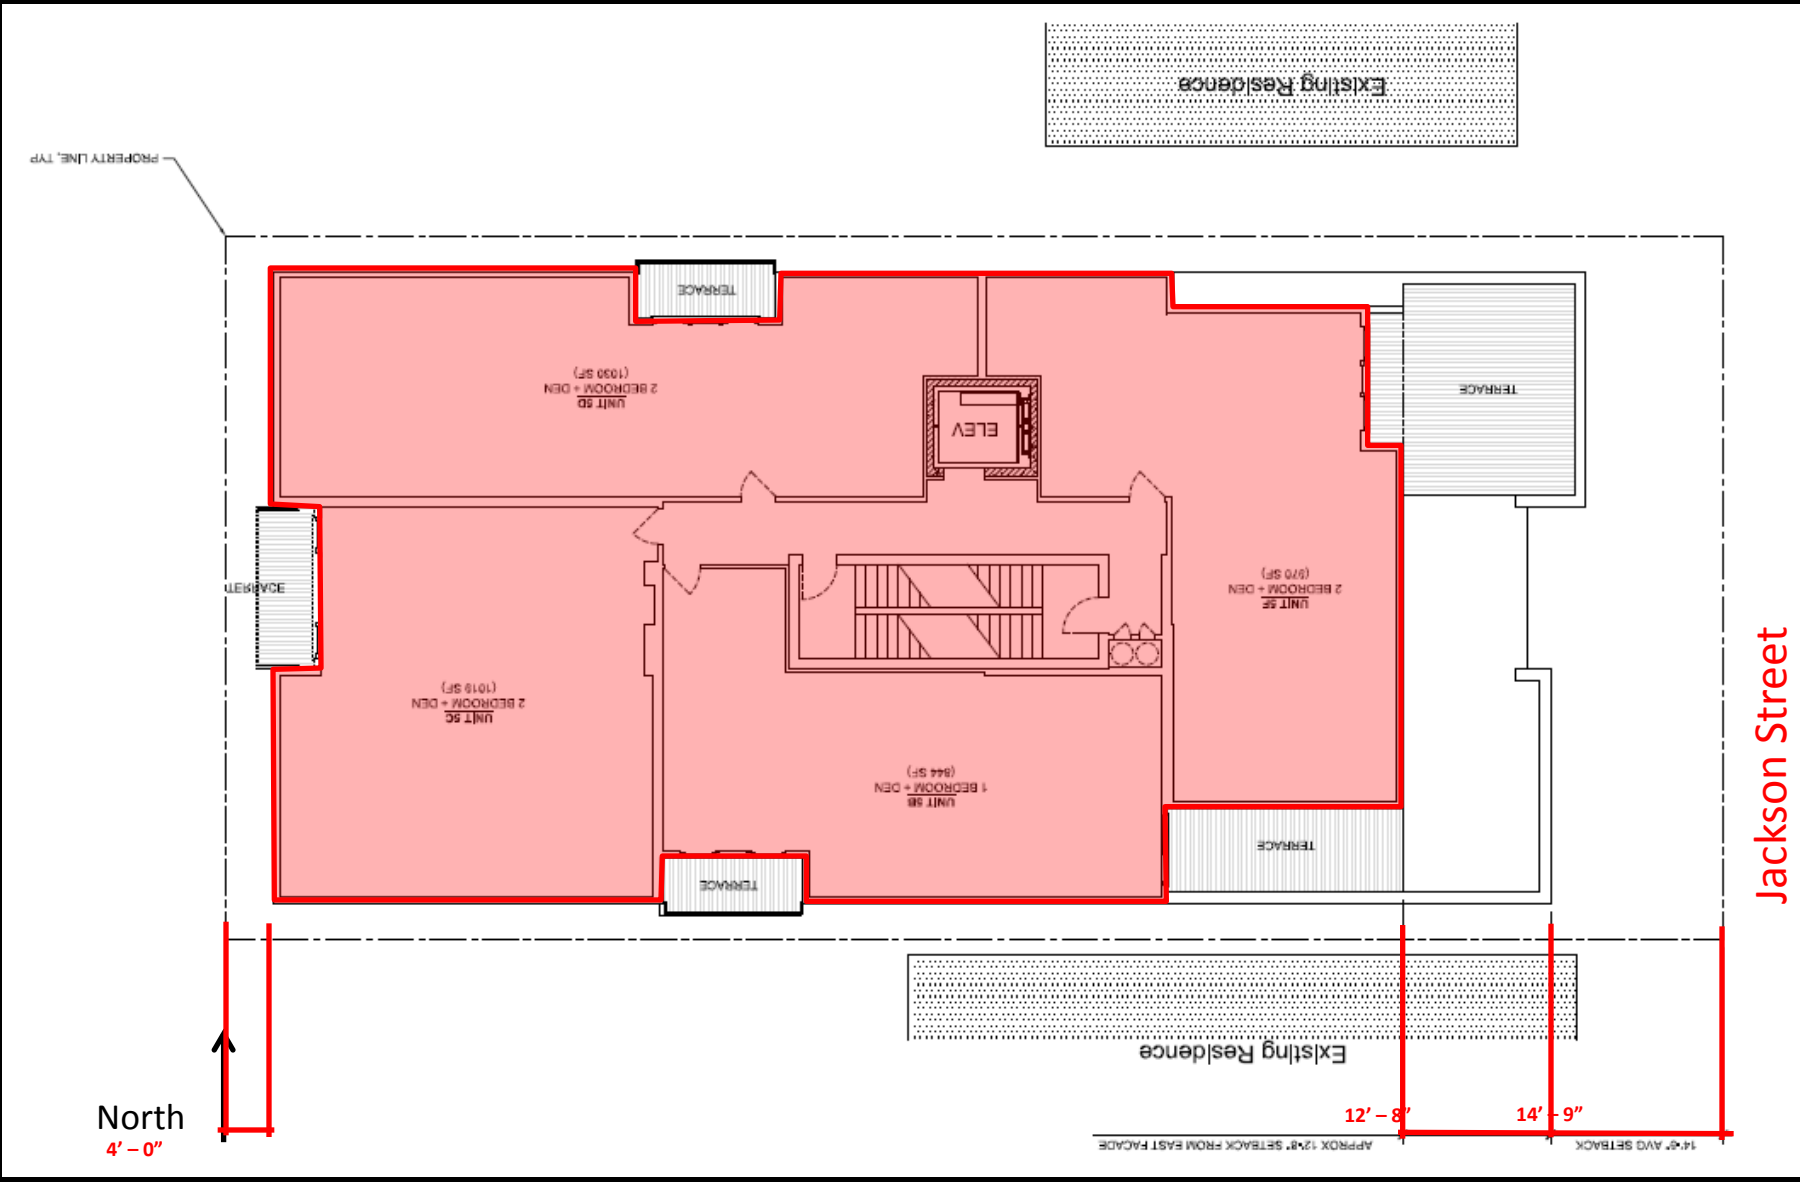 Existing Residence
PROPERTY LINE, TYP
TERRACE
UNIT 5D
2 BEDROOM + DEN
(1030 SF)
TERRACE
ELEV
TERRACE
UNIT 5F
2 BEDROOM + DEN
(970 SF)
UNIT 5C
2 BEDROOM + DEN
(1019 SF)
UNIT 5B
1 BEDROOM + DEN
(844 SF)
TERRACE
TERRACE
Jackson Street
Existing Residence
North
4’ – 0”
12’ – 8”
14’ – 9”
APPROX 12'-8" SETBACK FROM EAST FACADE
AVG SETBACK